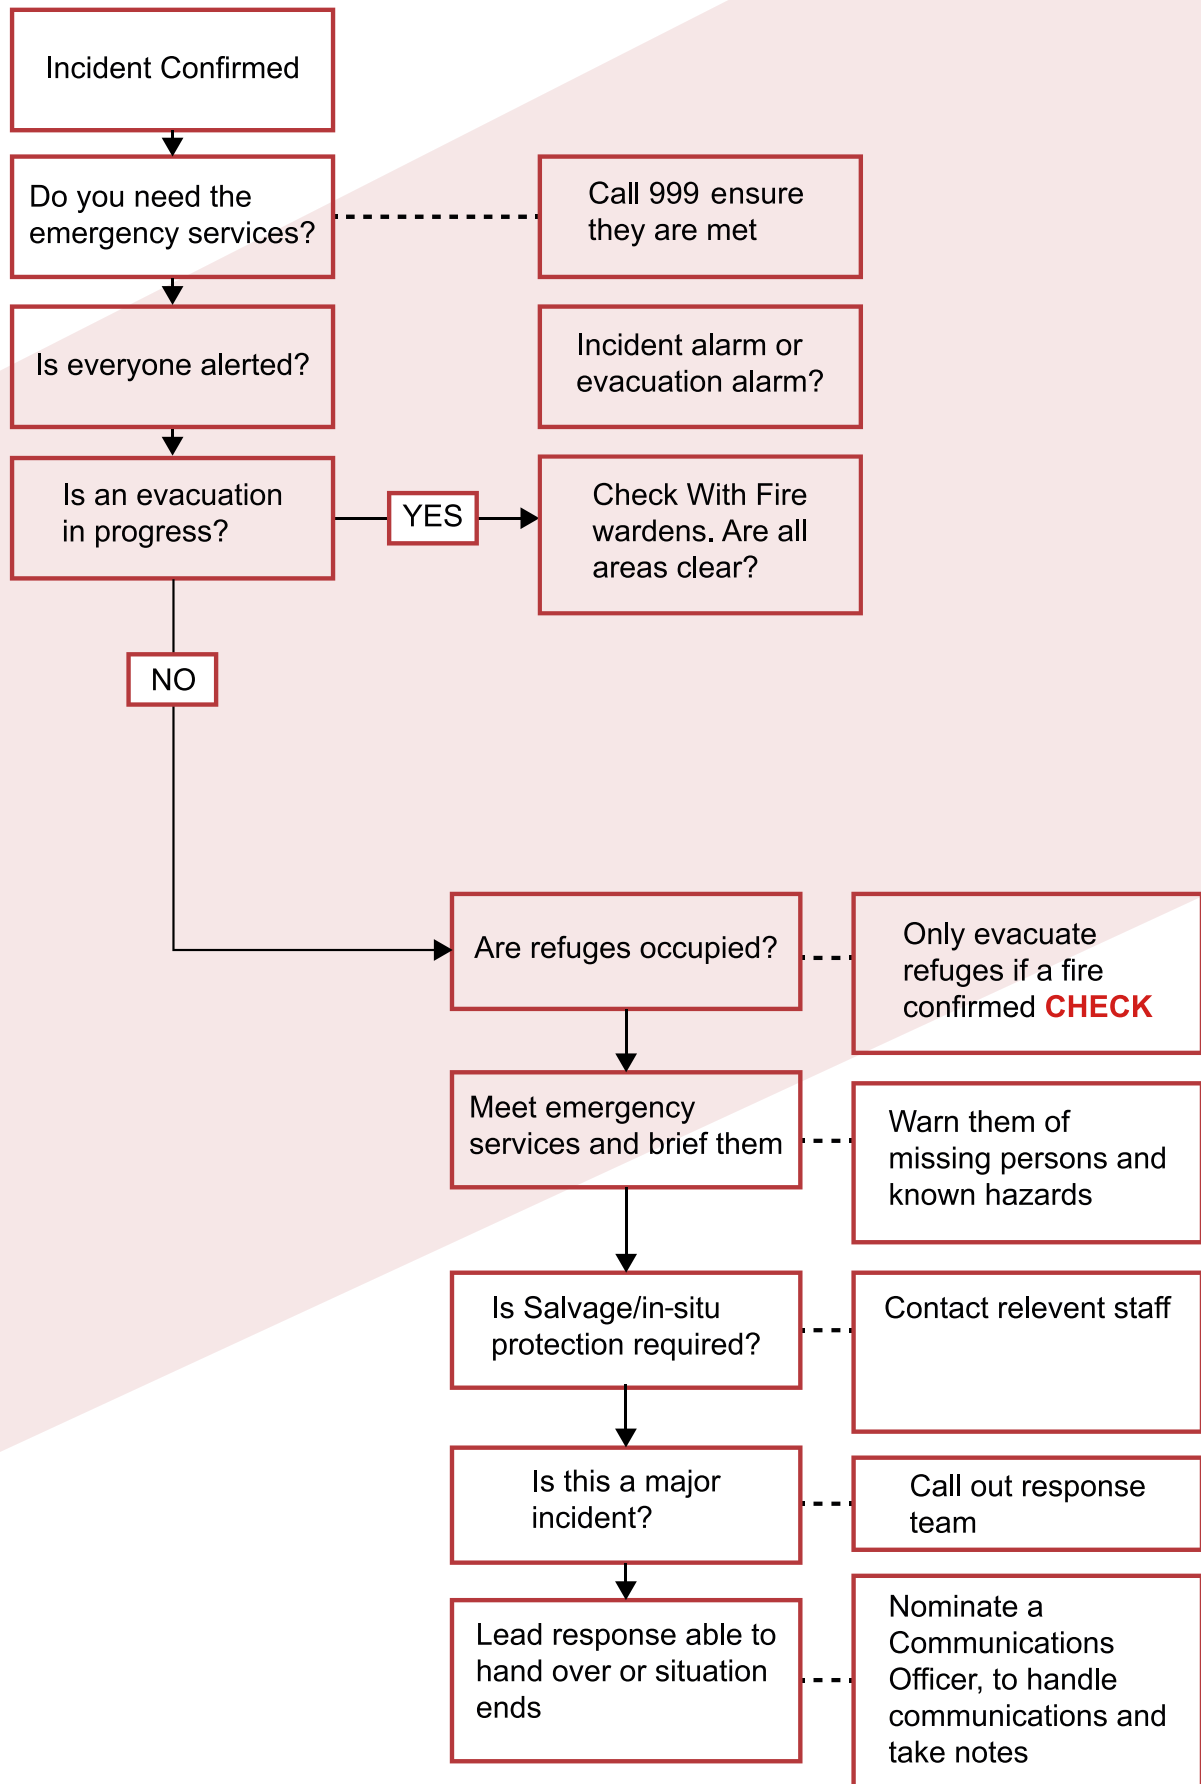 Incident Confirmed
Do you need the
emergency services?
Call 999 ensure
they are met
Is everyone alerted?
Incident alarm or
evacuation alarm?
Is an evacuation
in progress?
YES
Check With Fire
wardens. Are all
areas clear?
NO
Are refuges occupied?
Only evacuate
refuges if a fire
confirmed CHECK
Meet emergency
services and brief them
Warn them of
missing persons and
known hazards
Is Salvage/in-situ
protection required?
Contact relevent staff
Is this a major
incident?
Call out response
team
Lead response able to
hand over or situation
ends
Nominate a
Communications
Officer, to handle
communications and
take notes